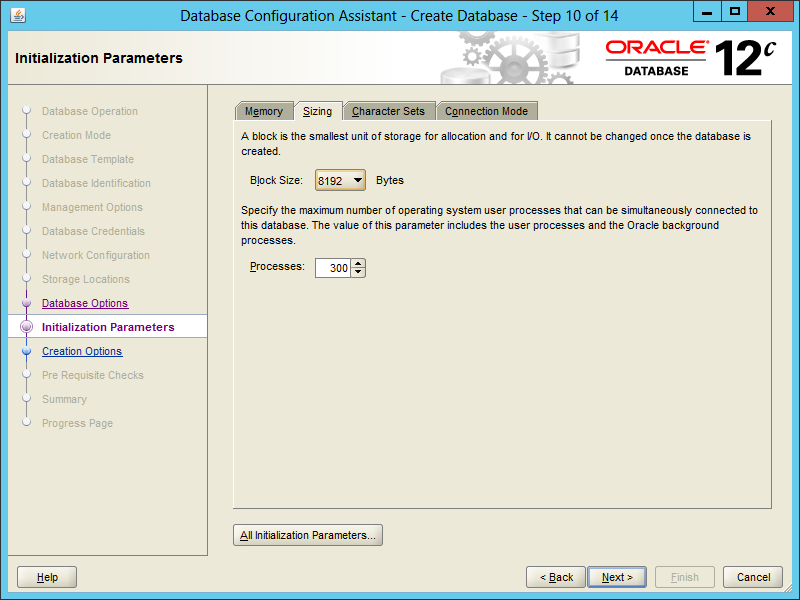 Database Configuration Assistant - Create Database - Step 10 of 14
Initialization Parameters
ORACLE®
DATABASE
12c
Database Operation
Creation Mode
Database Template
Database Identification
Management Options
Database Credentials
Network Configuration
Storage Locations
Database Options
Initialization Parameters
Creation Options
Pre Requisite Checks
Summary
Progress Page
Memory Sizing Character Sets Connection Mode
A block is the smallest unit of storage for allocation and for I/O. It cannot be changed once the database is
created.
Block Size: 8192 Bytes
Specify the maximum number of operating system user processes that can be simultaneously connected to
this database. The value of this parameter includes the user processes and the Oracle background
processes.
Processes: 300
All Initialization Parameters...
Help < Back Next > Finish Cancel